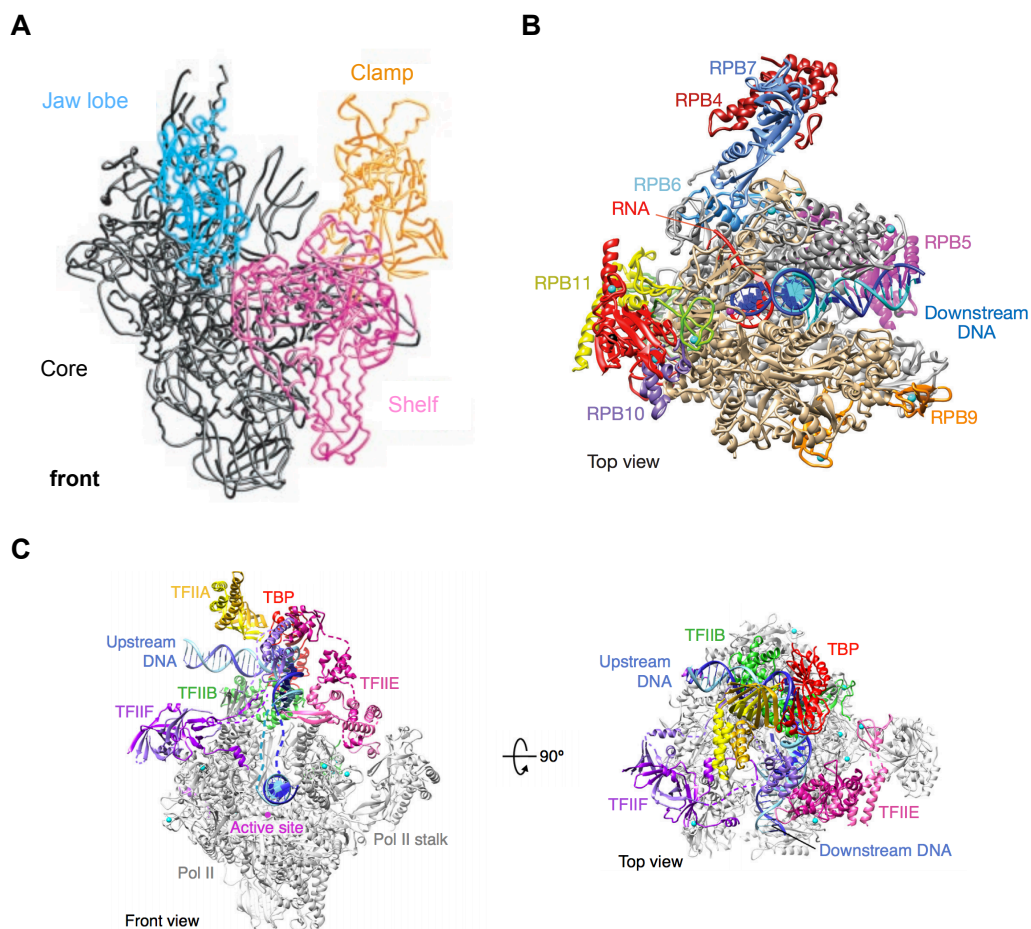 A
Jaw lobe
Clamp
Core
Shelf
front
B
RPB7
RPB4
RPB6
RNA
RPB5
RPB11
Downstream
DNA
RPB10
RPB9
Top view
C
TFIIA
TBP
Upstream
DNA
TFIIB
TFIIE
TFIIF
Active site
Pol II stalk
Pol II
Front view
90°
TFIIB
TBP
Upstream
DNA
TFIIF
TFIIE
Downstream DNA
Top view